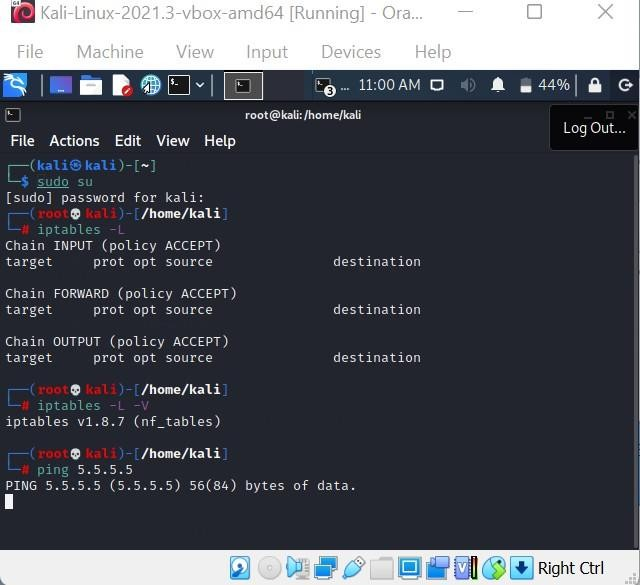 Kali-Linux-2021.3-vbox-amd64 [Running] - Ora...
File Machine View Input Devices Help
3 ... 11:00 AM 44%
root@kali: /home/kali
File Actions Edit View Help
Log Out...
┌──(kali㉿kali)-[~]
└─$ sudo su
[sudo] password for kali:
┌──(root💀kali)-[/home/kali]
└─# iptables -L
Chain INPUT (policy ACCEPT)
target     prot opt source               destination
Chain FORWARD (policy ACCEPT)
target     prot opt source               destination
Chain OUTPUT (policy ACCEPT)
target     prot opt source               destination
┌──(root💀kali)-[/home/kali]
└─# iptables -L -V
iptables v1.8.7 (nf_tables)
┌──(root💀kali)-[/home/kali]
└─# ping 5.5.5.5
PING 5.5.5.5 (5.5.5.5) 56(84) bytes of data.
Right Ctrl